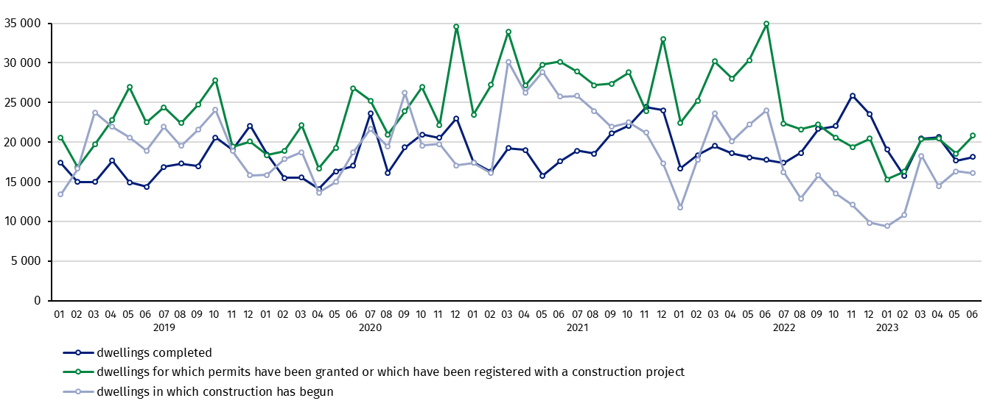 35 000
30 000
25 000
20 000
15 000
10 000
5 000
0
01 02 03 04 05 06 07 08 09 10 11 12 01 02 03 04 05 06 07 08 09 10 11 12 01 02 03 04 05 06 07 08 09 10 11 12 01 02 03 04 05 06 07 08 09 10 11 12 01 02 03 04 05 06
2019 2020 2021 2022 2023
dwellings completed
dwellings for which permits have been granted or which have been registered with a construction project
dwellings in which construction has begun